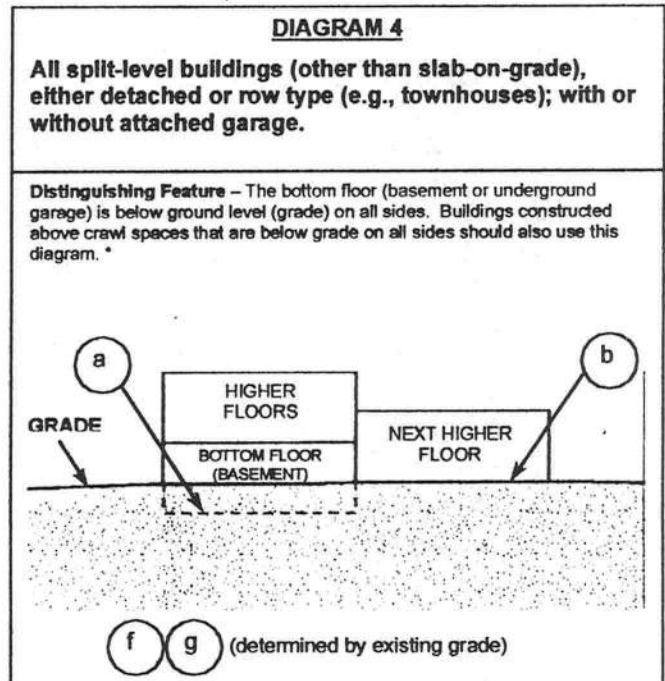 DIAGRAM 4
All split-level buildings (other than slab-on-grade),
either detached or row type (e.g., townhouses); with or
without attached garage.
Distinguishing Feature – The bottom floor (basement or underground
garage) is below ground level (grade) on all sides. Buildings constructed
above crawl spaces that are below grade on all sides should also use this
diagram. *
a
b
HIGHER
FLOORS
GRADE
NEXT HIGHER
FLOOR
BOTTOM FLOOR
(BASEMENT)
f g (determined by existing grade)